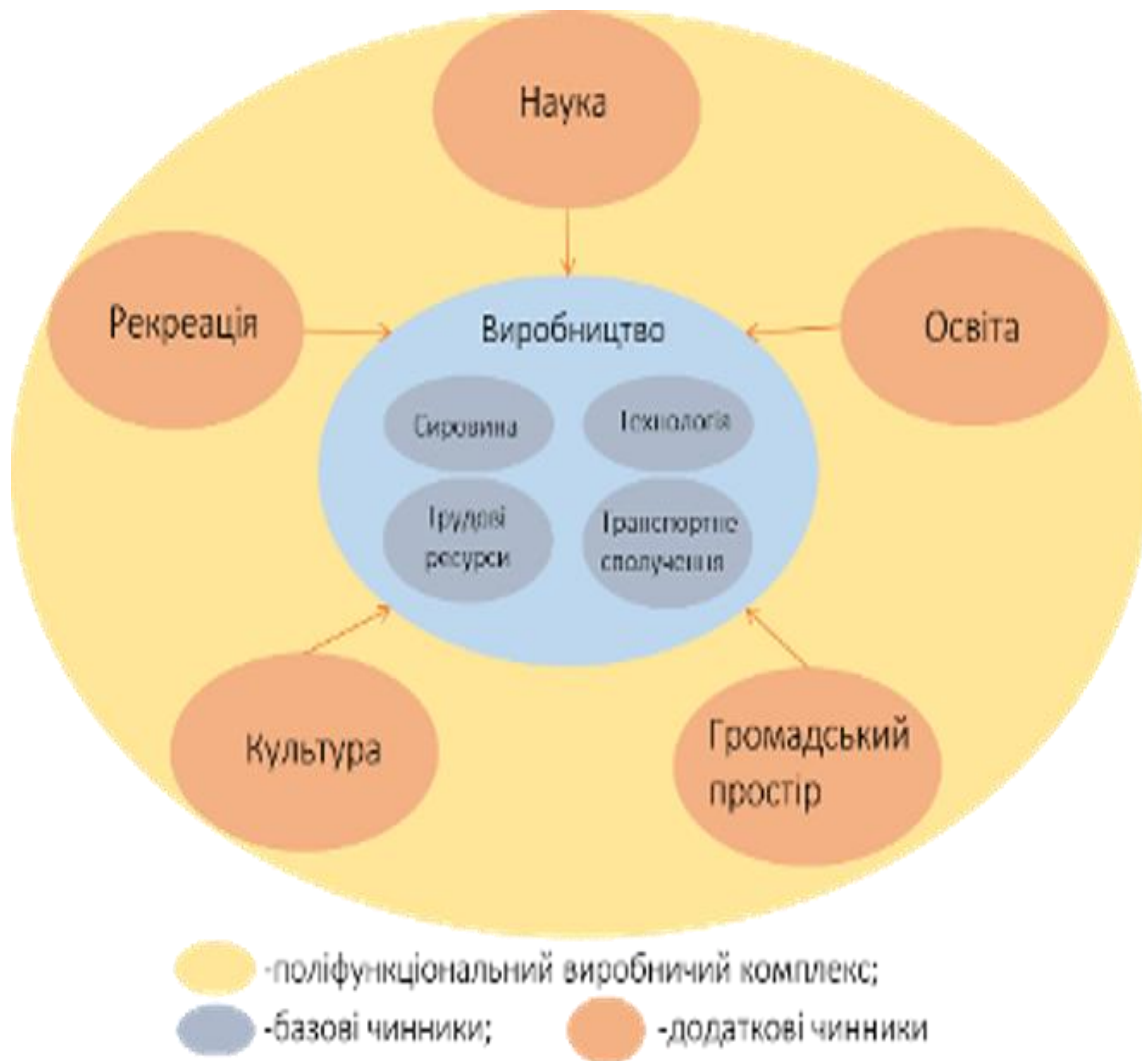 Наука
Рекреація
Освіта
Виробництво
Сировина
Технологія
Трудові
ресурси
Транспортне
сполучення
Культура
Громадський
простір
-поліфункціональний виробничий комплекс;
-базові чинники;
-додаткові чинники